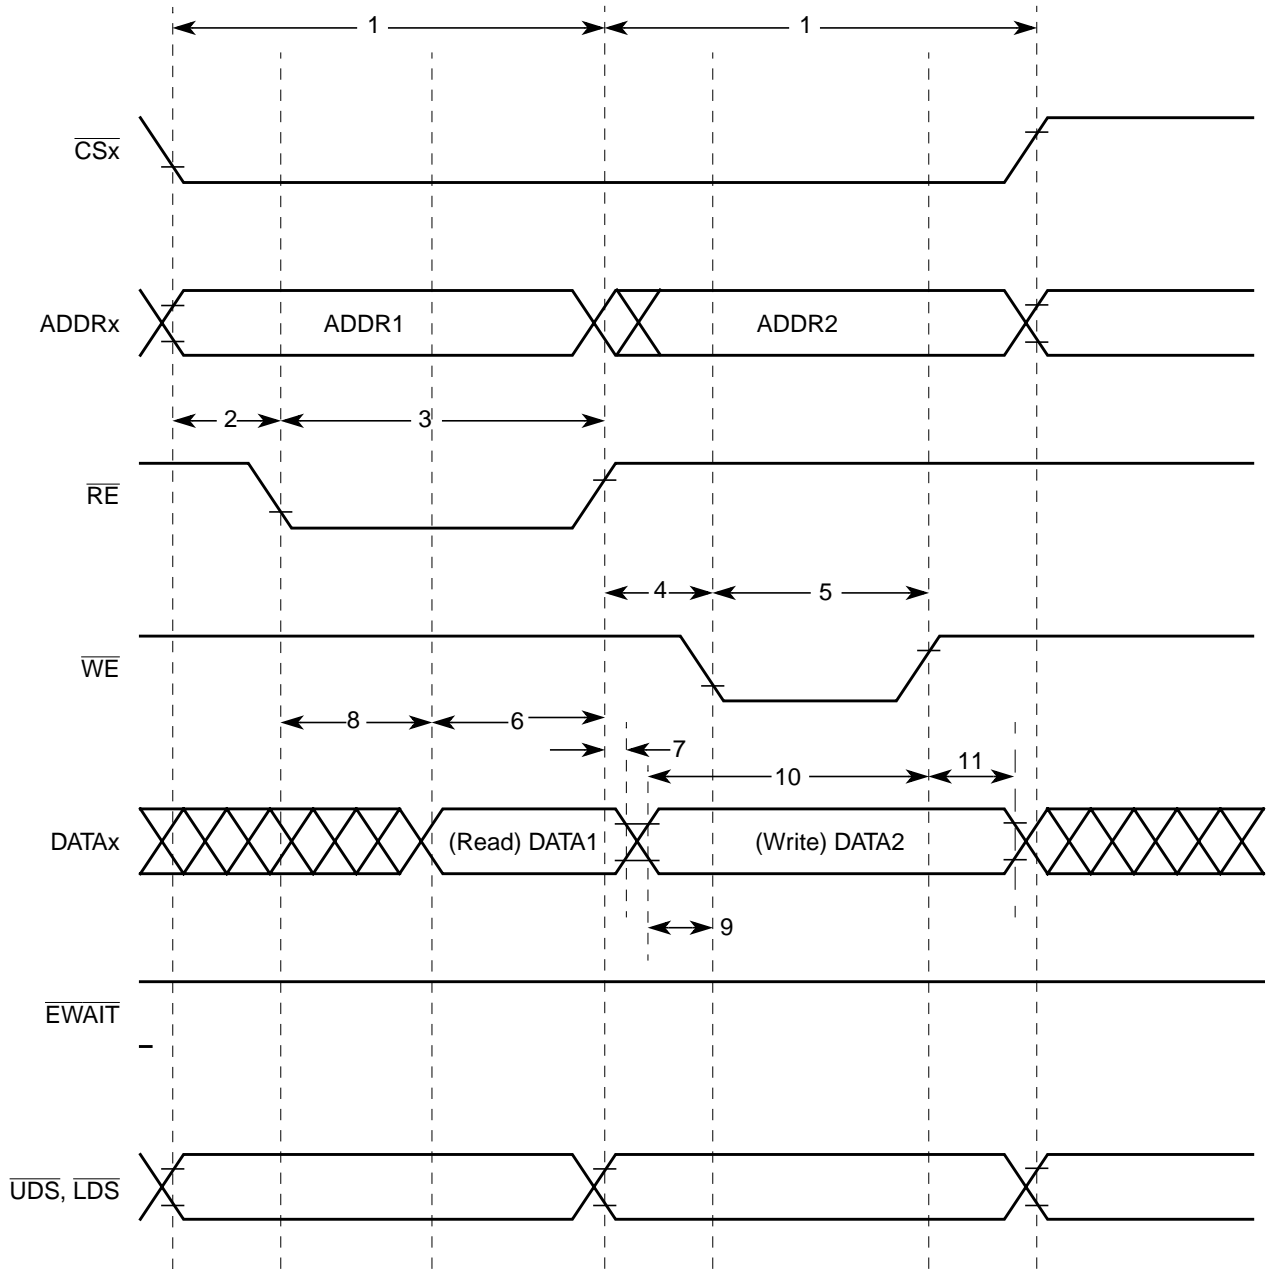 1 1
CSx
ADDRx ADDR1 ADDR2
2 3
RE
4 5
WE
8 6
7
10 11
DATAx (Read) DATA1 (Write) DATA2
9
EWAIT
UDS, LDS